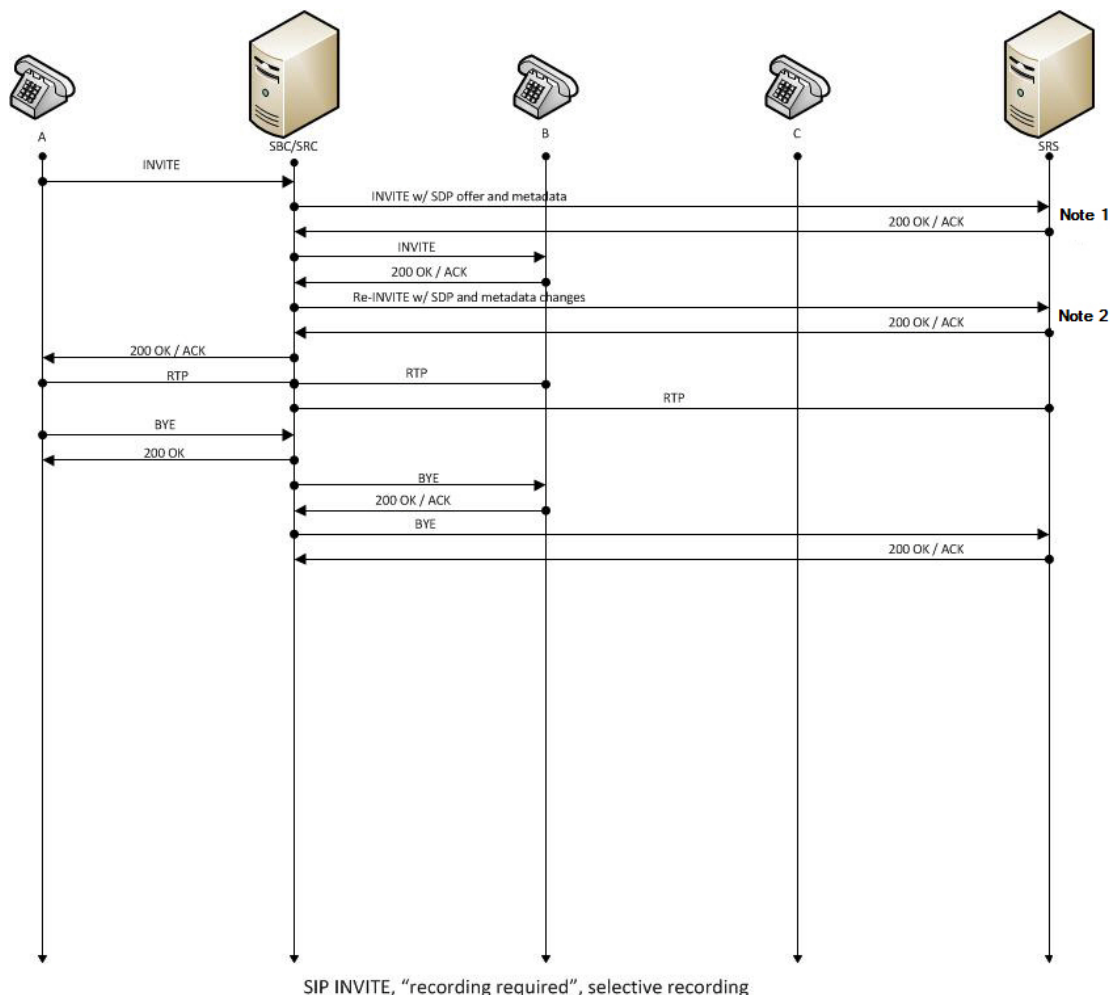 A
SBC/SRC
B
C
SRS
INVITE
INVITE w/ SDP offer and metadata
Note 1
200 OK / ACK
INVITE
200 OK / ACK
Re-INVITE w/ SDP and metadata changes
Note 2
200 OK / ACK
200 OK / ACK
RTP
RTP
RTP
BYE
200 OK
BYE
200 OK / ACK
BYE
200 OK / ACK
SIP INVITE, “recording required”, selective recording